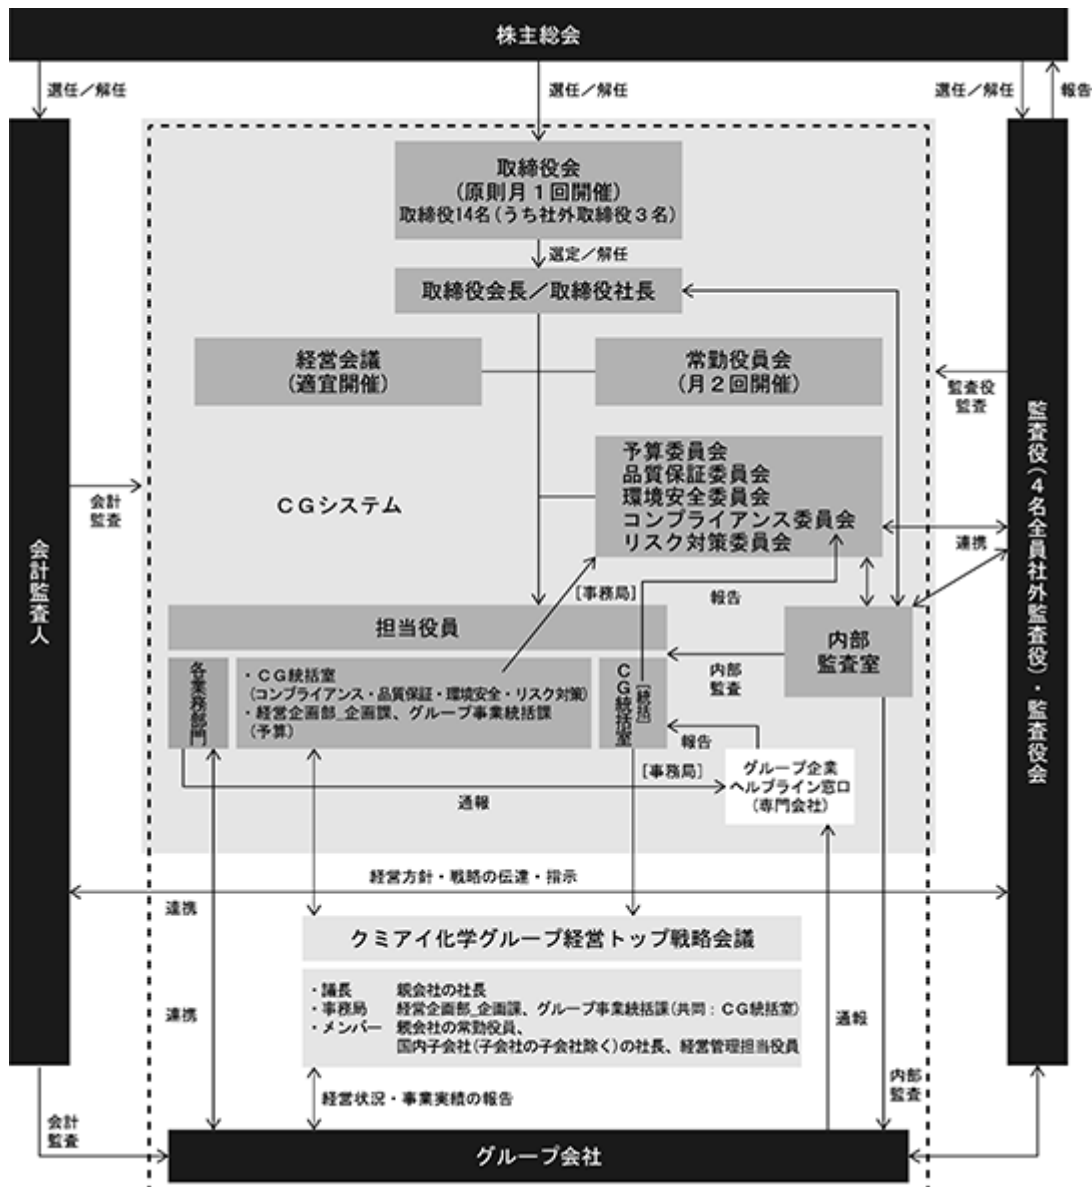 株主総会
選任／解任
選任／解任
選任／解任
報告
取締役会
(原則月１回開催)
取締役14名(うち社外取締役３名)
選定／解任
取締役会長／取締役社長
経営会議
(適宜開催)
常勤役員会
(月２回開催)
監査役
監査
会計
監査
ＣＧシステム
予算委員会
品質保証委員会
環境安全委員会
コンプライアンス委員会
リスク対策委員会
連携
会計監査人
監査役(４名全員社外監査役)・監査役会
[事務局]
報告
担当役員
内部
監査室
内部
監査
各業務部門
・ＣＧ統括室
(コンプライアンス・品質保証・環境安全・リスク対策)
・経営企画部_企画課、グループ事業統括課
(予算)
ＣＧ統括室
[統括]
報告
[事務局]
グループ企業
ヘルプライン窓口
(専門会社)
通報
経営方針・戦略の伝達・指示
連携
クミアイ化学グループ経営トップ戦略会議
・議長　親会社の社長
・事務局　経営企画部_企画課、グループ事業統括課(共同：ＣＧ統括室)
・メンバー　親会社の常勤役員、
国内子会社(子会社の子会社除く)の社長、経営管理担当役員
連携
通報
経営状況・事業実績の報告
内部
監査
会計
監査
グループ会社